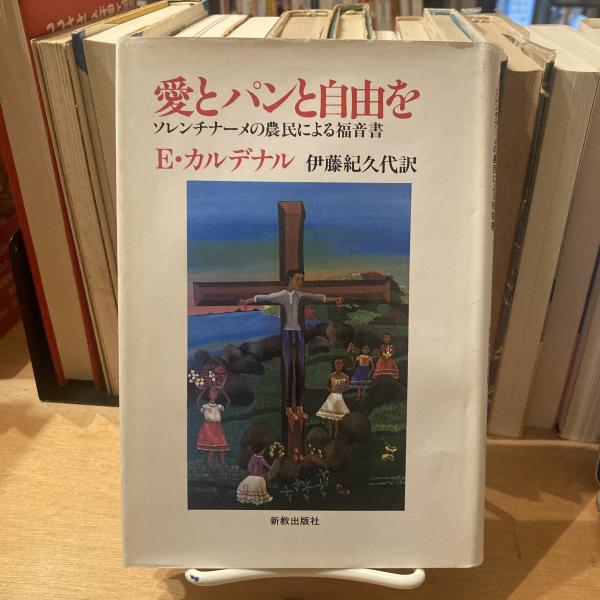 愛とパンと自由を
ソレンチナーメの農民による福音書
E・カルデナル 伊藤紀久代訳
新教出版社